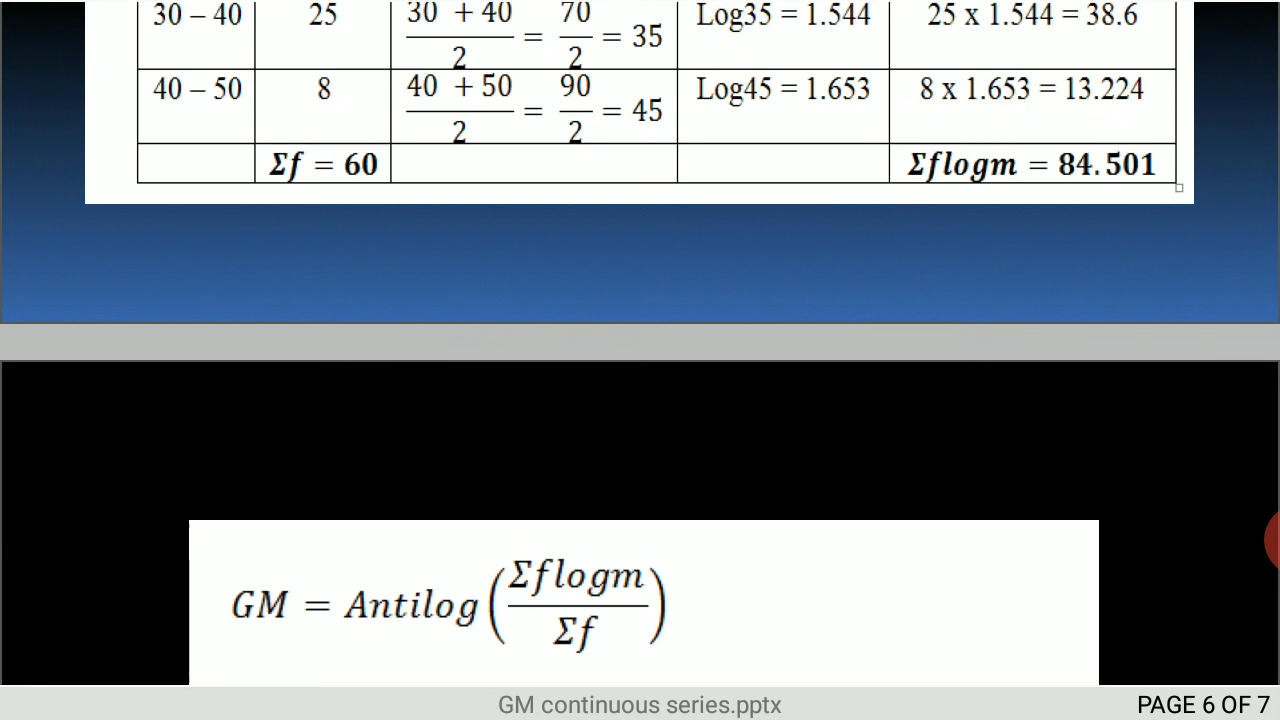 30 – 40 25 30 + 40 / 2 = 70 / 2 = 35 Log35 = 1.544 25 x 1.544 = 38.6
40 – 50 8 40 + 50 / 2 = 90 / 2 = 45 Log45 = 1.653 8 x 1.653 = 13.224
Σf = 60 Σflogm = 84.501
GM = Antilog (Σflogm / Σf)
GM continuous series.pptx
PAGE 6 OF 7